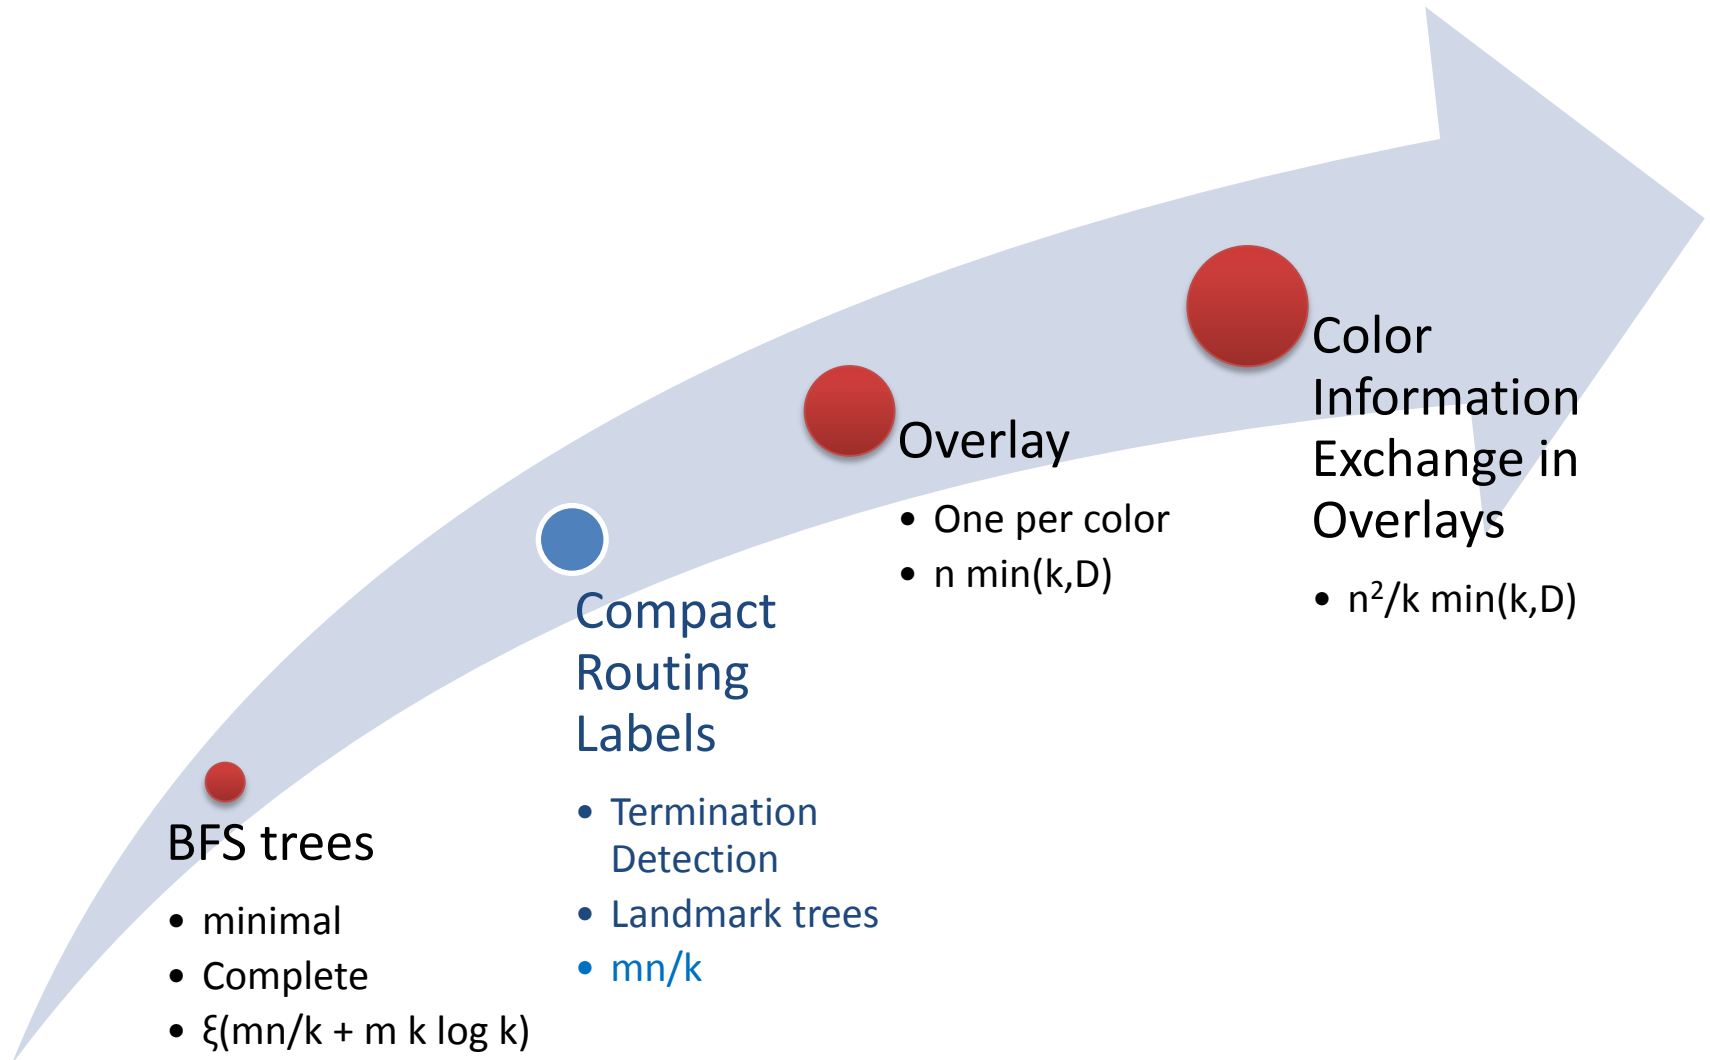 BFS trees
• minimal
• Complete
• ξ(mn/k + m k log k)
Compact
Routing
Labels
• Termination
Detection
• Landmark trees
• mn/k
Overlay
• One per color
• n min(k,D)
Color
Information
Exchange in
Overlays
• n²/k min(k,D)